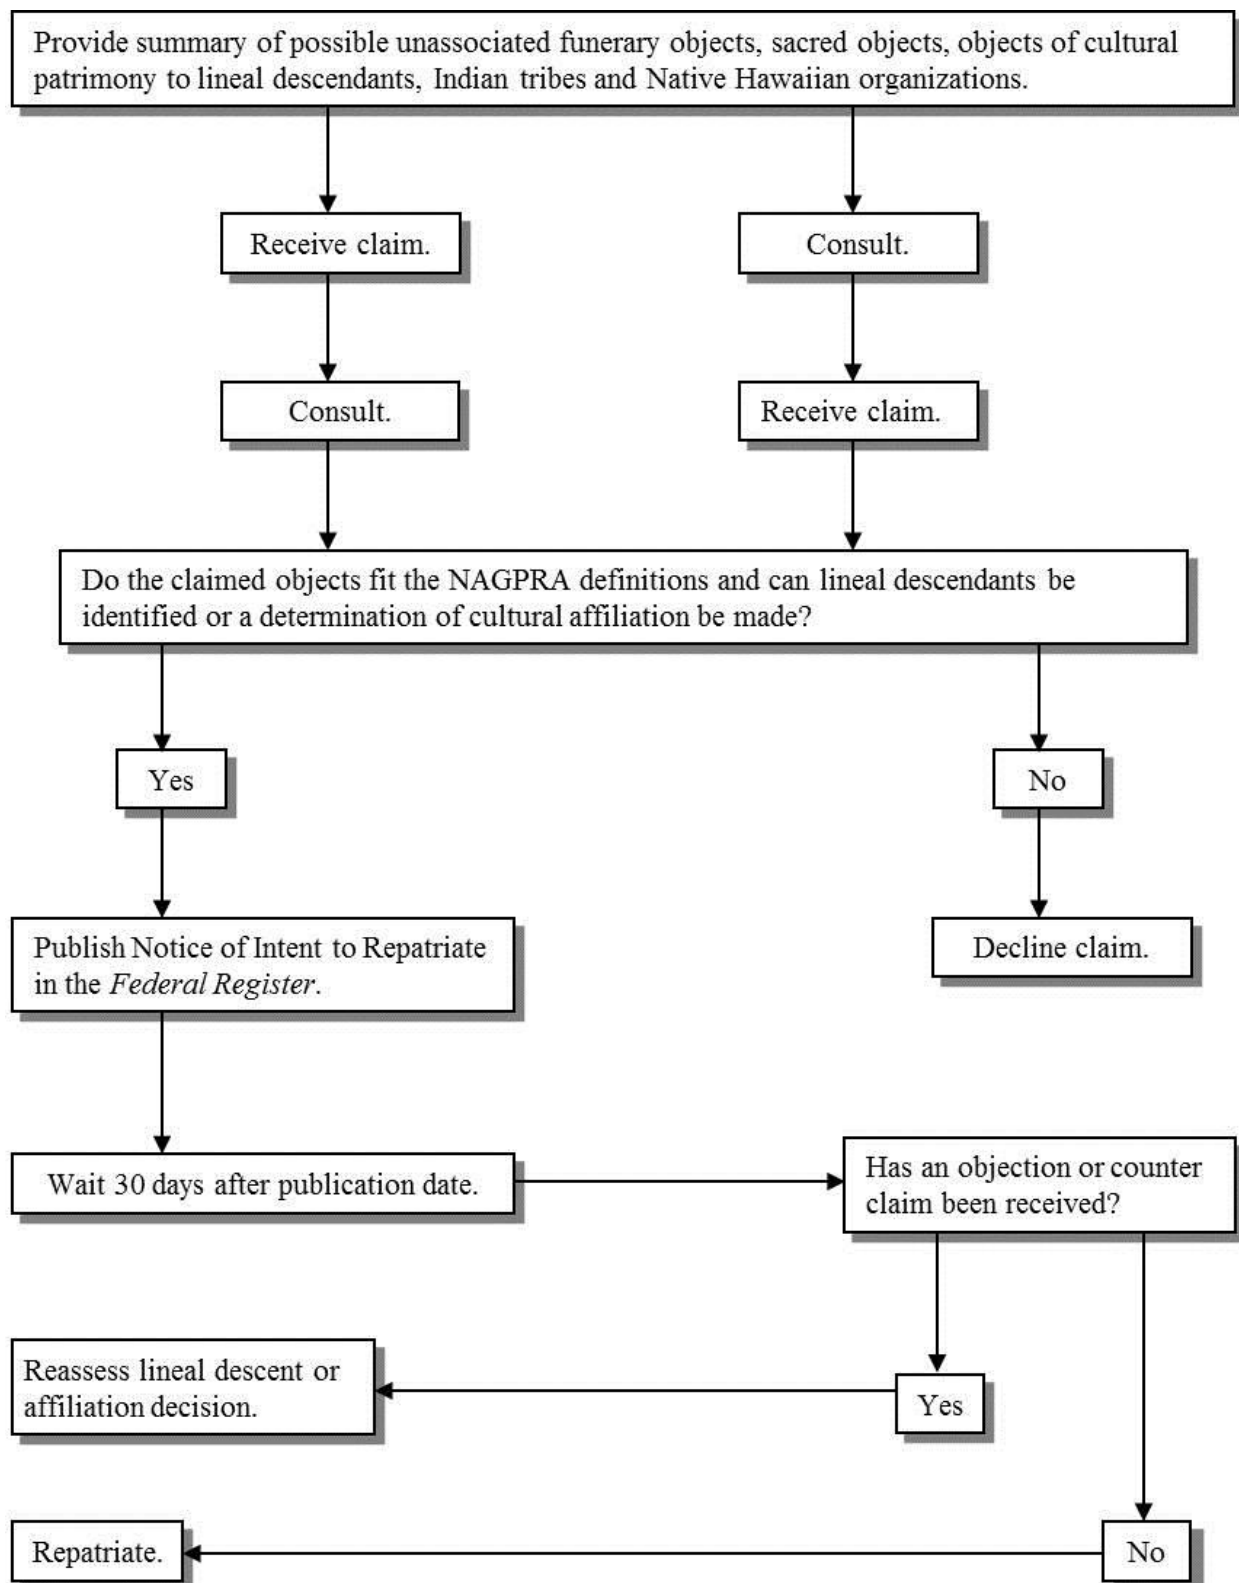 Provide summary of possible unassociated funerary objects, sacred objects, objects of cultural
patrimony to lineal descendants, Indian tribes and Native Hawaiian organizations.
Receive claim.
Consult.
Consult.
Receive claim.
Do the claimed objects fit the NAGPRA definitions and can lineal descendants be
identified or a determination of cultural affiliation be made?
Yes
No
Publish Notice of Intent to Repatriate
in the Federal Register.
Decline claim.
Wait 30 days after publication date.
Has an objection or counter
claim been received?
Reassess lineal descent or
affiliation decision.
Yes
Repatriate.
No